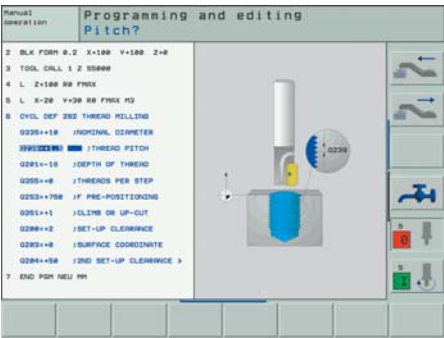 Manual
operation
Programming and editing
Pitch?
2 BLK FORM 0.2 X+100 Y+100 Z+0
3 TOOL CALL 1 Z S5000
4 L Z+100 R0 FMAX
5 L X-20 Y+30 R0 FMAX M3
6 CYCL DEF 262 THREAD MILLING
Q335=+10 ;NOMINAL DIAMETER
Q239=+1.5 ;THREAD PITCH
Q201=-18 ;DEPTH OF THREAD
Q355=+0 ;THREADS PER STEP
Q253=+750 ;F PRE-POSITIONING
Q351=+1 ;CLIMB OR UP-CUT
Q200=+2 ;SET-UP CLEARANCE
Q203=+0 ;SURFACE COORDINATE
Q204=+50 ;2ND SET-UP CLEARANCE >
7 END PGM NEU MM
Q239
S
0
S
1